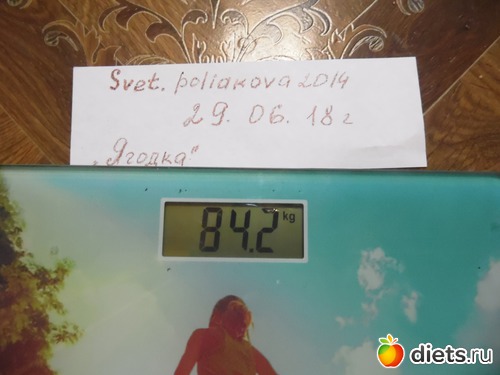 Svet. poliakova 2014
29. 06. 18 г
„Ягодка"
84.2 kg
diets.ru